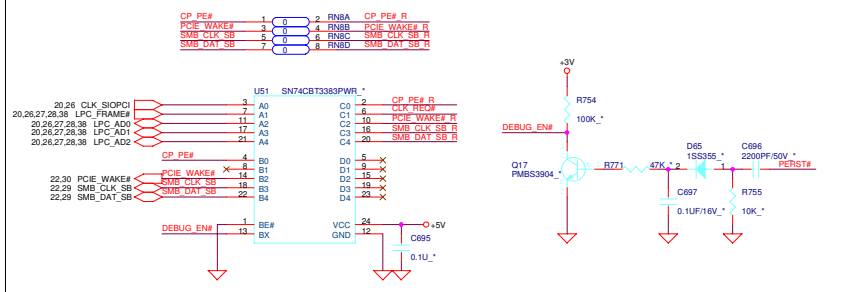 CP_PE# 1 0 2 RN8A CP_PE#_R
PCIE_WAKE# 3 0 4 RN8B PCIE_WAKE#_R
SMB_CLK_SB 5 0 6 RN8C SMB_CLK_SB_R
SMB_DAT_SB 7 0 8 RN8D SMB_DAT_SB_R
U51 SN74CBT3383PWR_*
20,26 CLK_SIOPCI 3 A0 C0 2 CP_PE#_R
20,26,27,28,38 LPC_FRAME# 7 A1 C1 6 CLK_REQ#
20,26,27,28,38 LPC_AD0 11 A2 C2 10 PCIE_WAKE#_R
20,26,27,28,38 LPC_AD1 17 A3 C3 16 SMB_CLK_SB_R
20,26,27,28,38 LPC_AD2 21 A4 C4 20 SMB_DAT_SB_R
CP_PE# 4 B0 D0 5
8 B1 D1 9
22,30 PCIE_WAKE# PCIE_WAKE# 14 B2 D2 15
22,29 SMB_CLK_SB SMB_CLK_SB 18 B3 D3 19
22,29 SMB_DAT_SB SMB_DAT_SB 22 B4 D4 23
1 BE# VCC 24 +5V
DEBUG_EN# 13 BX GND 12
C695
0.1U_*
+3V
R754
100K_*
DEBUG_EN#
Q17
PMBS3904_*
R771 47K_*
D65
1SS355_*
2 1
C696
2200PF/50V_*
PERST#
C697
0.1UF/16V_*
R755
10K_*